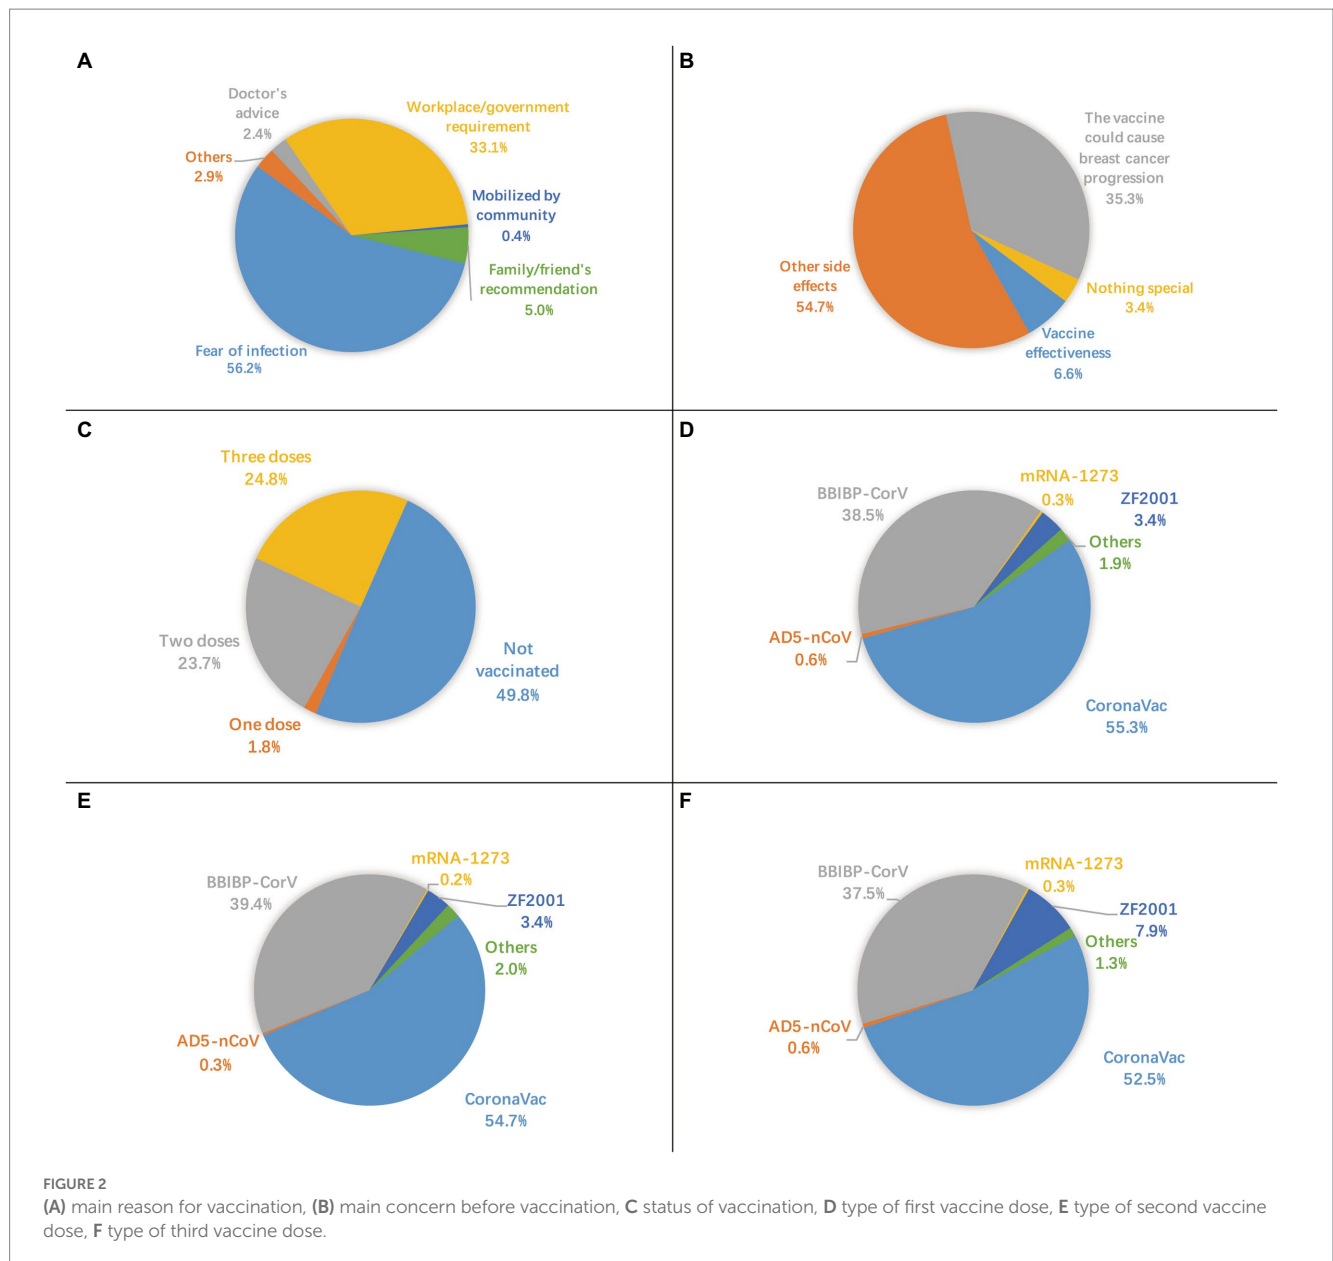 A
Doctor's
advice
2.4%
Workplace/government
requirement
33.1%
Others
2.9%
Mobilized by
community
0.4%
Family/friend's
recommendation
5.0%
Fear of infection
56.2%
B
The vaccine
could cause
breast cancer
progression
35.3%
Other side
effects
54.7%
Nothing special
3.4%
Vaccine
effectiveness
6.6%
C
Three doses
24.8%
Two doses
23.7%
Not
vaccinated
49.8%
One dose
1.8%
D
mRNA-1273
0.3%
BBIBP-CorV
38.5%
ZF2001
3.4%
Others
1.9%
AD5-nCoV
0.6%
CoronaVac
55.3%
E
mRNA-1273
0.2%
BBIBP-CorV
39.4%
ZF2001
3.4%
Others
2.0%
AD5-nCoV
0.3%
CoronaVac
54.7%
F
mRNA-1273
0.3%
BBIBP-CorV
37.5%
ZF2001
7.9%
Others
1.3%
AD5-nCoV
0.6%
CoronaVac
52.5%
FIGURE 2
(A) main reason for vaccination, (B) main concern before vaccination, C status of vaccination, D type of first vaccine dose, E type of second vaccine
dose, F type of third vaccine dose.